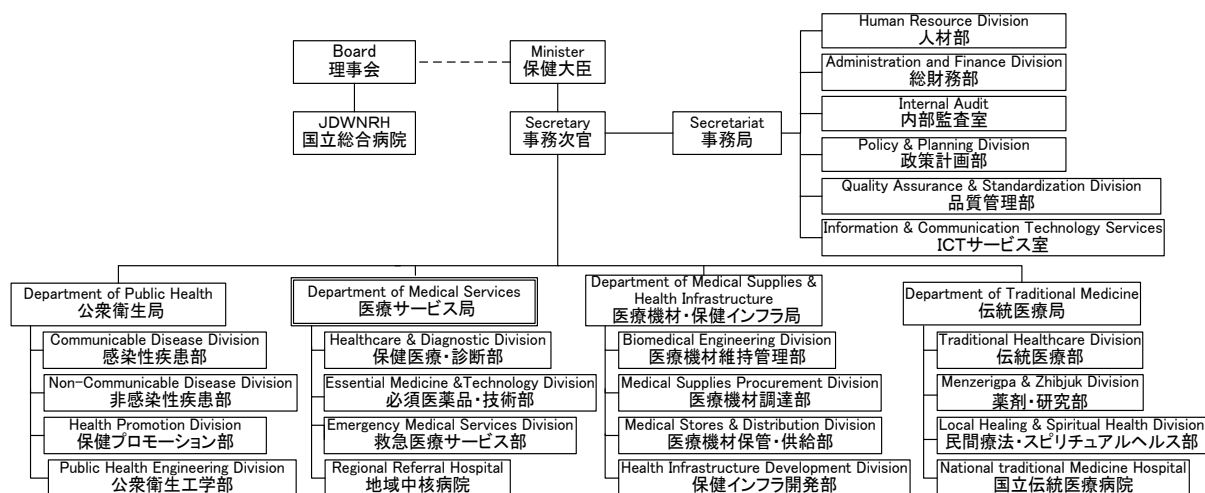 Board
理事会
Minister
保健大臣
JDWNRH
国立総合病院
Secretary
事務次官
Secretariat
事務局
Human Resource Division
人材部
Administration and Finance Division
総財務部
Internal Audit
内部監査室
Policy & Planning Division
政策計画部
Quality Assurance & Standardization Division
品質管理部
Information & Communication Technology Services
ICTサービス室
Department of Public Health
公衆衛生局
Communicable Disease Division
感染性疾患部
Non-Communicable Disease Division
非感染性疾患部
Health Promotion Division
保健プロモーション部
Public Health Engineering Division
公衆衛生工学部
Department of Medical Services
医療サービス局
Healthcare & Diagnostic Division
保健医療・診断部
Essential Medicine &Technology Division
必須医薬品・技術部
Emergency Medical Services Division
救急医療サービス部
Regional Referral Hospital
地域中核病院
Department of Medical Supplies &
Health Infrastructure
医療機材・保健インフラ局
Biomedical Engineering Division
医療機材維持管理部
Medical Supplies Procurement Division
医療機材調達部
Medical Stores & Distribution Division
医療機材保管・供給部
Health Infrastructure Development Division
保健インフラ開発部
Department of Traditional Medicine
伝統医療局
Traditional Healthcare Division
伝統医療部
Menzerigpa & Zhibjuk Division
薬剤・研究部
Local Healing & Spiritual Health Division
民間療法・スピリチュアルヘルス部
National traditional Medicine Hospital
国立伝統医療病院